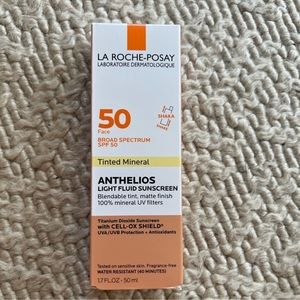 LA ROCHE-POSAY
LABORATOIRE DERMATOLOGIQUE
50
Face
BROAD SPECTRUM
SPF 50
SHAKA
SHAKE
Tinted Mineral
ANTHELIOS
LIGHT FLUID SUNSCREEN
Blendable tint, matte finish
100% mineral UV filters
Titanium Dioxide Sunscreen
with CELL-OX SHIELD®
UVA/UVB Protection + Antioxidants
Tested on sensitive skin. Fragrance-free
WATER RESISTANT (40 MINUTES)
1.7 FL.OZ - 50 ml